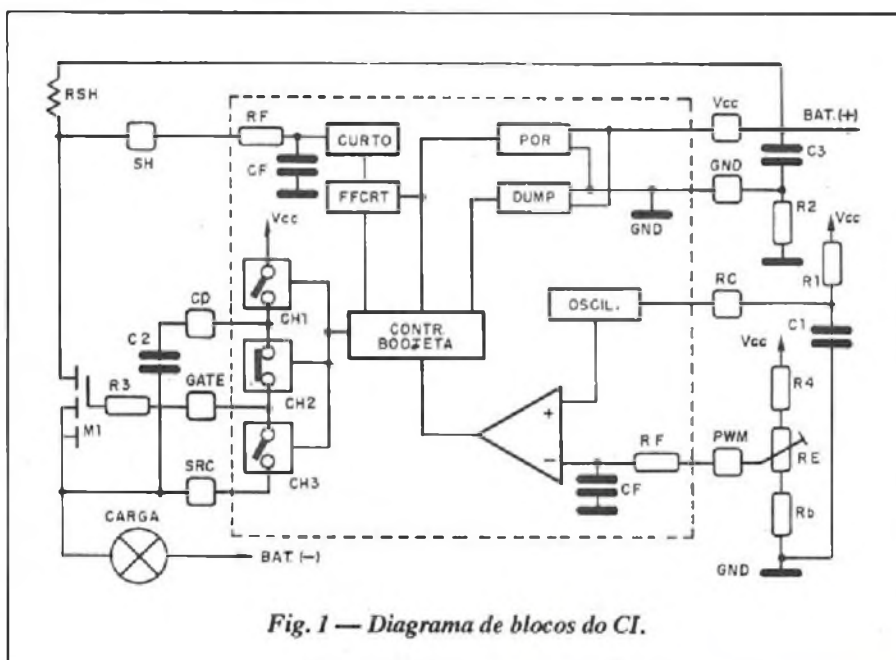 RSH
SH
RF
CF
CURTO
FFCRT
POR
DUMP
Vcc
BAT.(+)
GND
C3
R2
GND
Vcc
R1
Vcc
CH1
CP
C2
CONTR.
BOOZETA
OSCIL.
RC
C1
Vcc
R4
M1
R3
GATE
CH2
SRC
CH3
+
−
RF
CF
PWM
RE
Rb
GND
CARGA
BAT.(−)
Fig. 1 — Diagrama de blocos do CI.